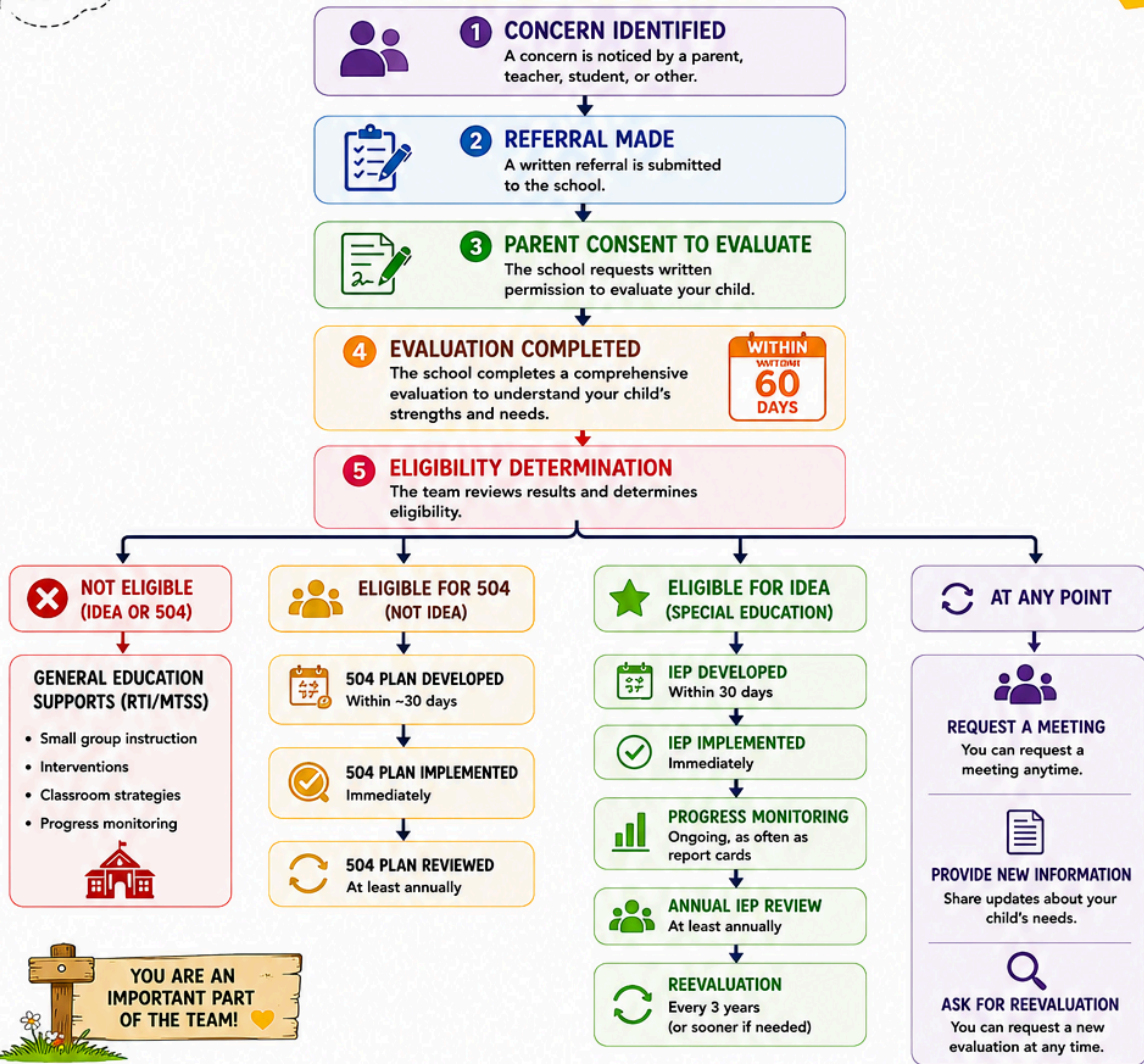 1 CONCERN IDENTIFIED
A concern is noticed by a parent,
teacher, student, or other.
2 REFERRAL MADE
A written referral is submitted
to the school.
3 PARENT CONSENT TO EVALUATE
The school requests written
permission to evaluate your child.
4 EVALUATION COMPLETED
The school completes a comprehensive
evaluation to understand your child's
strengths and needs.
WITHIN
60
DAYS
5 ELIGIBILITY DETERMINATION
The team reviews results and determines
eligibility.
NOT ELIGIBLE
(IDEA OR 504)
GENERAL EDUCATION
SUPPORTS (RTI/MTSS)
• Small group instruction
• Interventions
• Classroom strategies
• Progress monitoring
ELIGIBLE FOR 504
(NOT IDEA)
504 PLAN DEVELOPED
Within ~30 days
504 PLAN IMPLEMENTED
Immediately
504 PLAN REVIEWED
At least annually
ELIGIBLE FOR IDEA
(SPECIAL EDUCATION)
IEP DEVELOPED
Within 30 days
IEP IMPLEMENTED
Immediately
PROGRESS MONITORING
Ongoing, as often as
report cards
ANNUAL IEP REVIEW
At least annually
REEVALUATION
Every 3 years
(or sooner if needed)
AT ANY POINT
REQUEST A MEETING
You can request a
meeting anytime.
PROVIDE NEW INFORMATION
Share updates about your
child's needs.
ASK FOR REEVALUATION
You can request a new
evaluation at any time.
YOU ARE AN
IMPORTANT PART
OF THE TEAM!